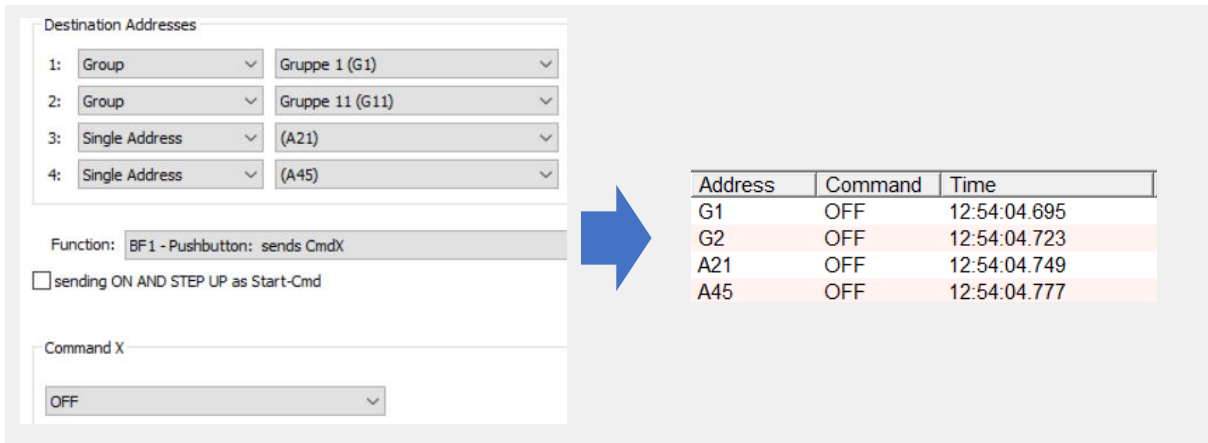 Destination Addresses
1: Group Gruppe 1 (G1)
2: Group Gruppe 11 (G11)
3: Single Address (A21)
4: Single Address (A45)
Function: BF1 - Pushbutton: sends CmdX
sending ON AND STEP UP as Start-Cmd
Command X
OFF
Address Command Time
G1 OFF 12:54:04.695
G2 OFF 12:54:04.723
A21 OFF 12:54:04.749
A45 OFF 12:54:04.777